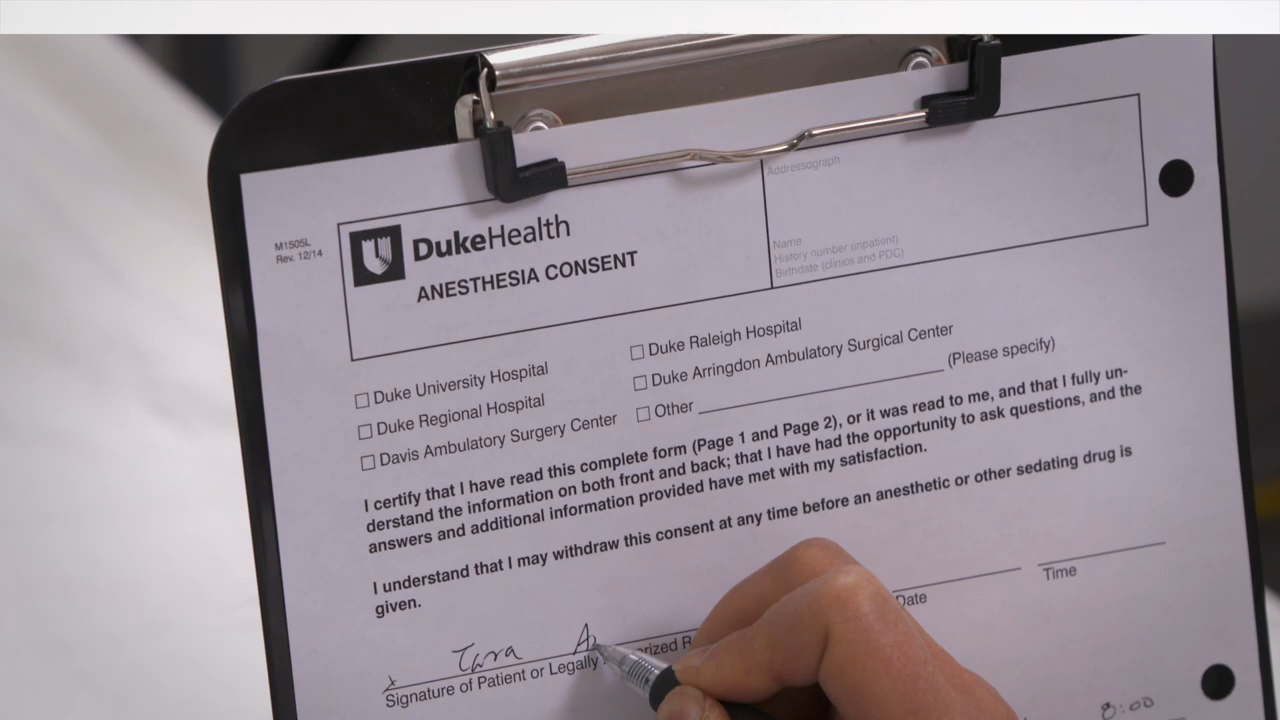 M1505L
Rev. 12/14
DukeHealth
ANESTHESIA CONSENT
Addressograph
Name
History number (inpatient)
Birthdate (clinics and PDC)
☐ Duke University Hospital
☐ Duke Regional Hospital
☐ Davis Ambulatory Surgery Center
☐ Duke Raleigh Hospital
☐ Duke Arringdon Ambulatory Surgical Center
☐ Other ____________________ (Please specify)
I certify that I have read this complete form (Page 1 and Page 2), or it was read to me, and that I fully un-
derstand the information on both front and back; that I have had the opportunity to ask questions, and the
answers and additional information provided have met with my satisfaction.
I understand that I may withdraw this consent at any time before an anesthetic or other sedating drug is
given.
x Tara
Signature of Patient or Legally
Date
Time
8:00